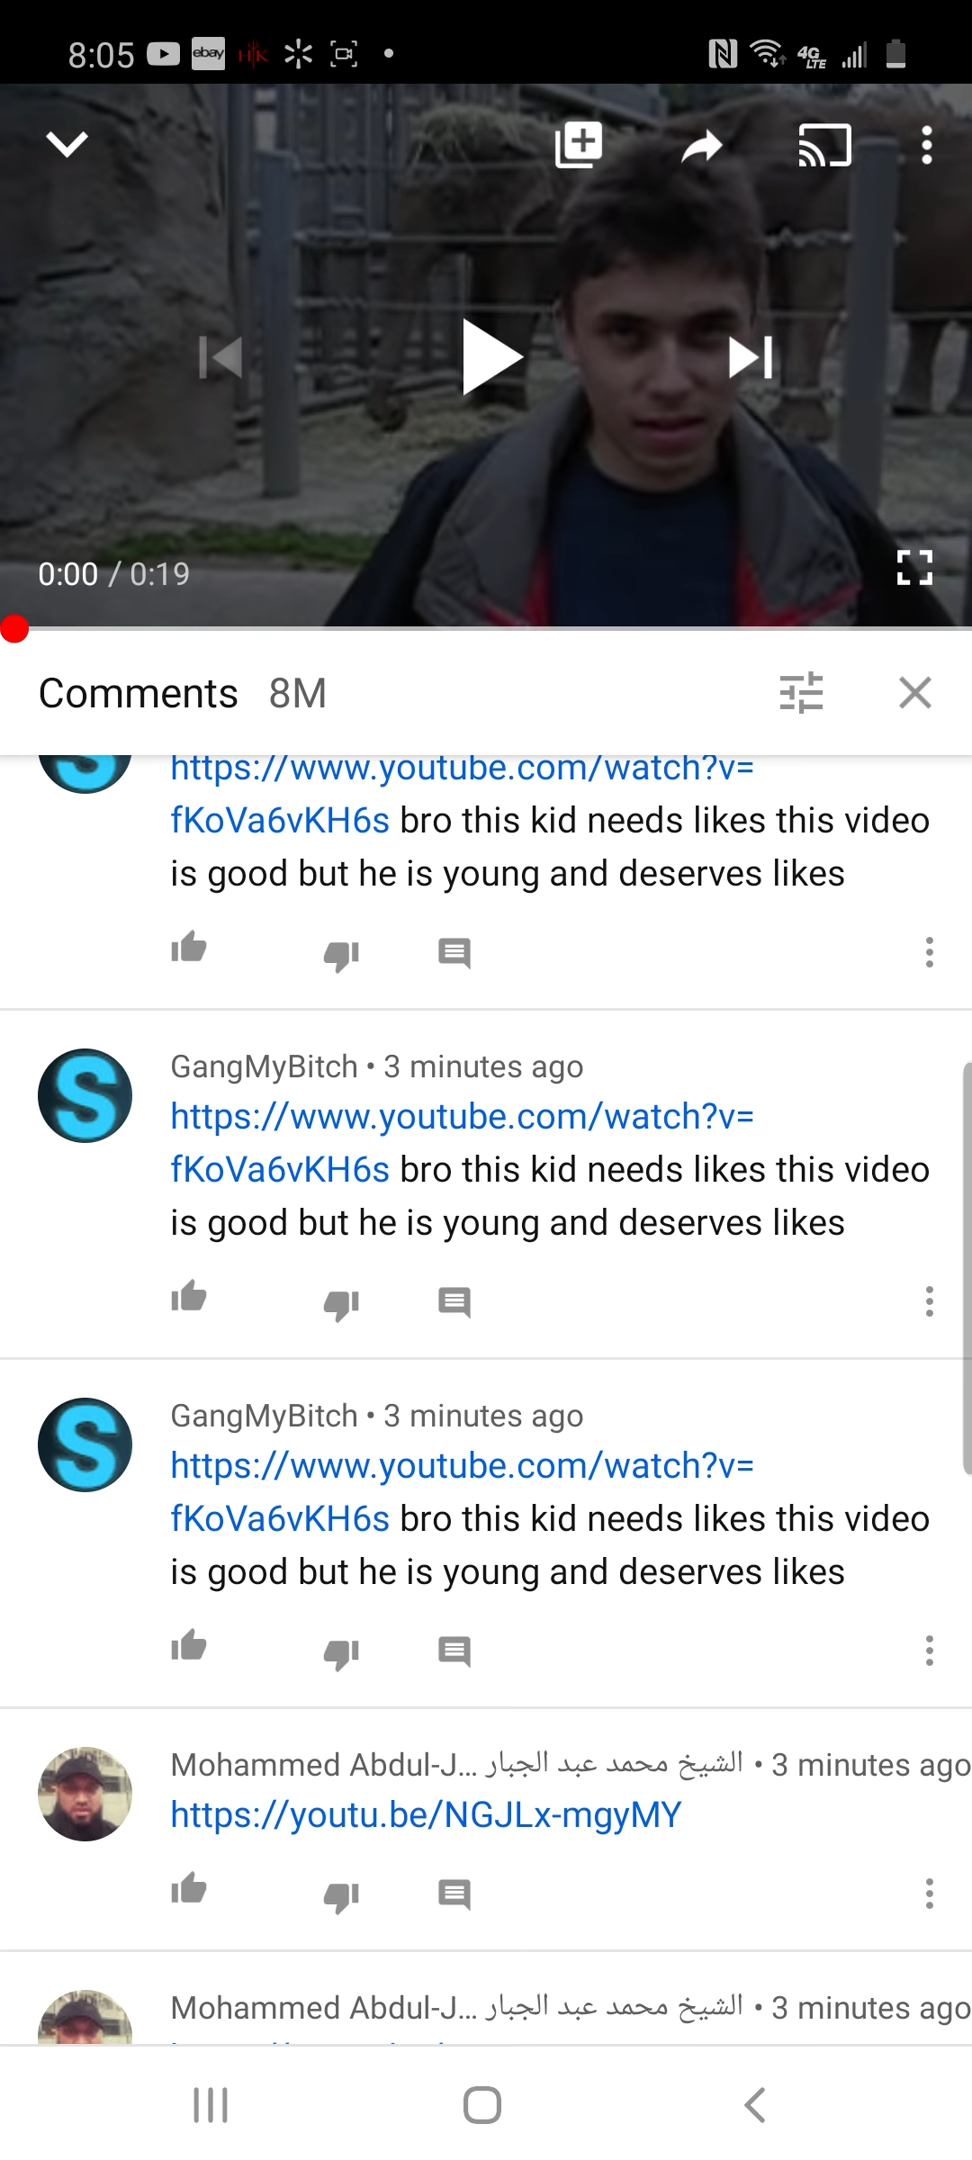 8:05 ebay HK 4G LTE
0:00 / 0:19
Comments 8M
https://www.youtube.com/watch?v=
fKoVa6vKH6s bro this kid needs likes this video
is good but he is young and deserves likes
GangMyBitch • 3 minutes ago
https://www.youtube.com/watch?v=
fKoVa6vKH6s bro this kid needs likes this video
is good but he is young and deserves likes
GangMyBitch • 3 minutes ago
https://www.youtube.com/watch?v=
fKoVa6vKH6s bro this kid needs likes this video
is good but he is young and deserves likes
Mohammed Abdul-J... الشيخ محمد عبد الجبار • 3 minutes ago
https://youtu.be/NGJLx-mgyMY
Mohammed Abdul-J... الشيخ محمد عبد الجبار • 3 minutes ago